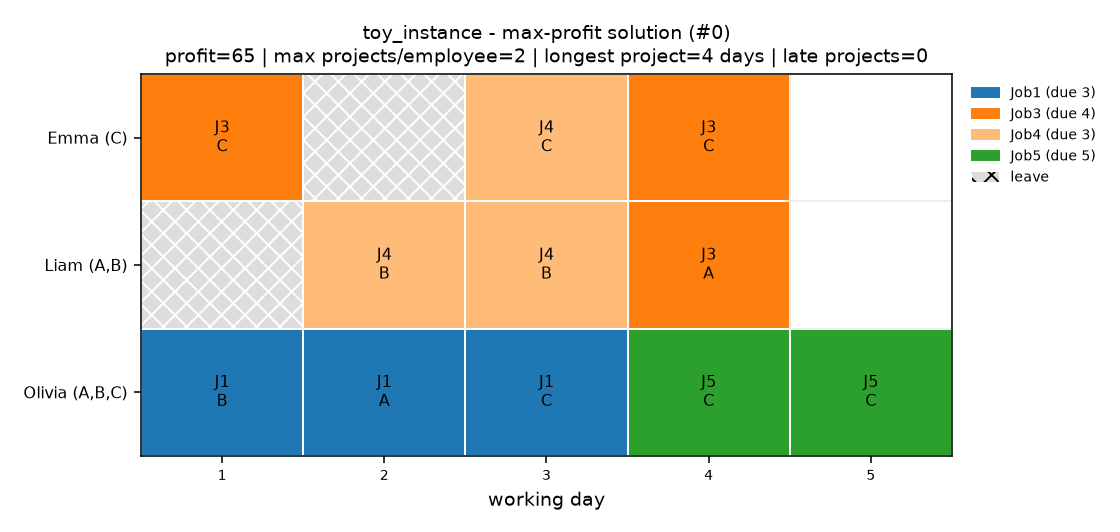 toy_instance - max-profit solution (#0)
profit=65 | max projects/employee=2 | longest project=4 days | late projects=0
Emma (C)
J3
C
J4
C
J3
C
Liam (A,B)
J4
B
J4
B
J3
A
Olivia (A,B,C)
J1
B
J1
A
J1
C
J5
C
J5
C
1
2
3
4
5
working day
Job1 (due 3)
Job3 (due 4)
Job4 (due 3)
Job5 (due 5)
leave